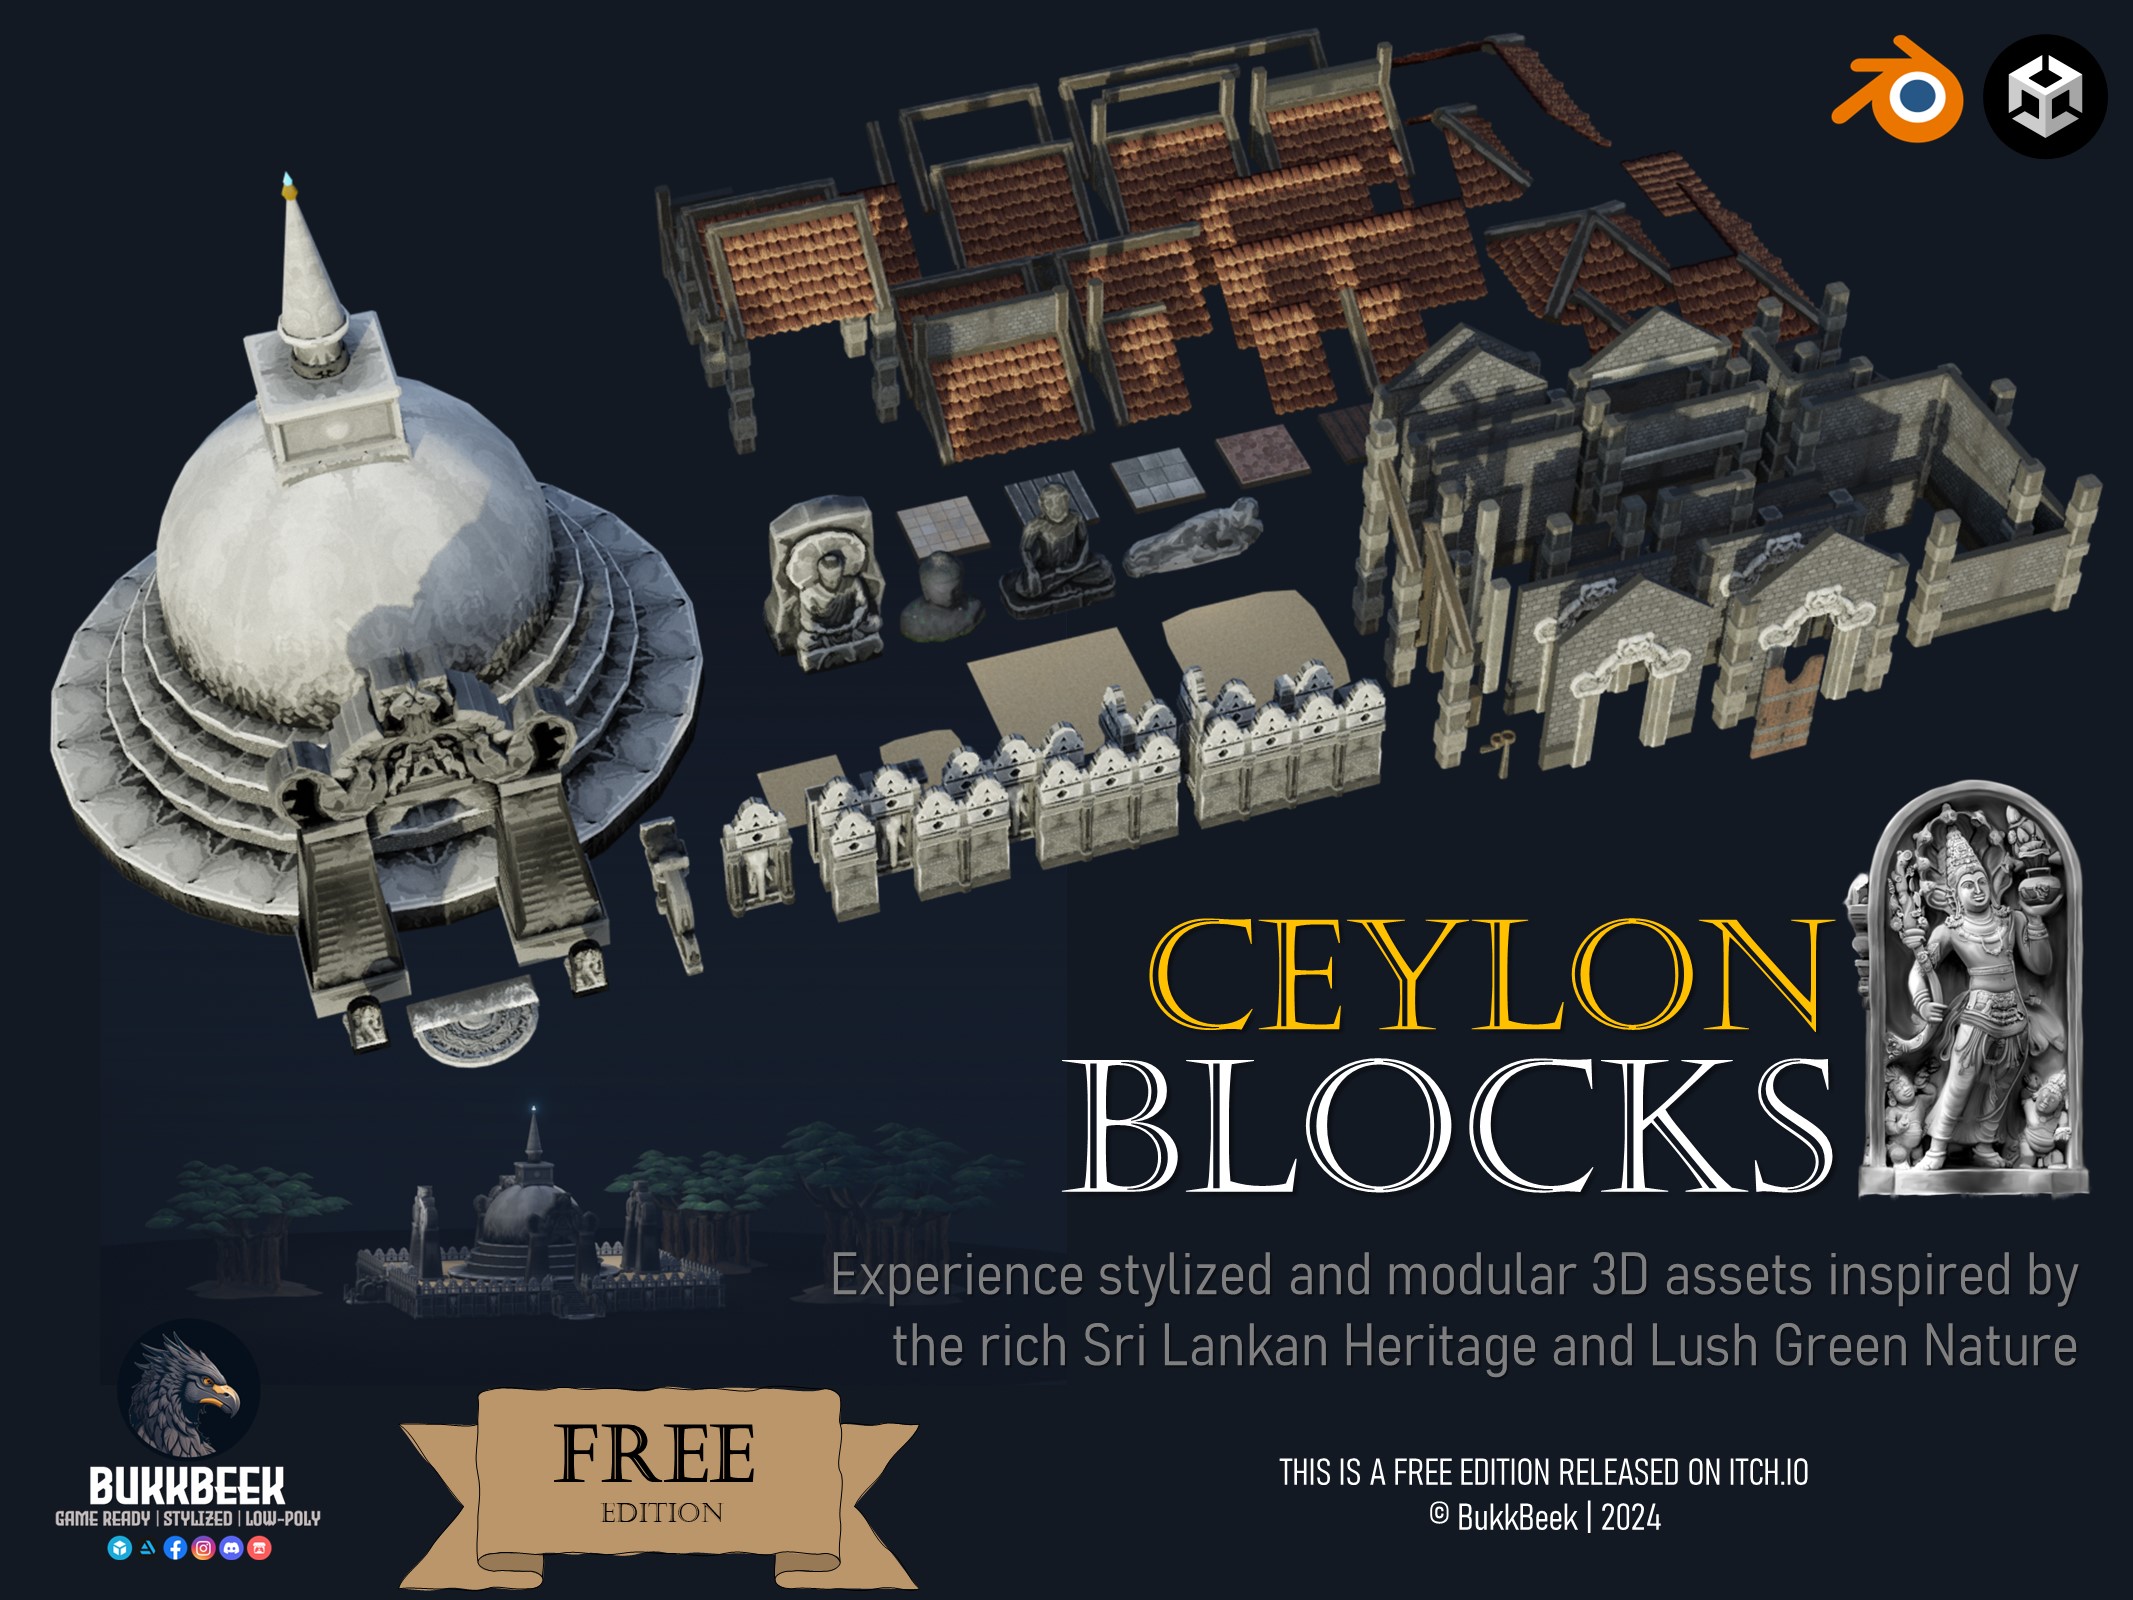 CEYLON
BLOCKS
Experience stylized and modular 3D assets inspired by
the rich Sri Lankan Heritage and Lush Green Nature
BUKKBEEK
GAME READY | STYLIZED | LOW-POLY
FREE
EDITION
THIS IS A FREE EDITION RELEASED ON ITCH.IO
© BukkBeek | 2024